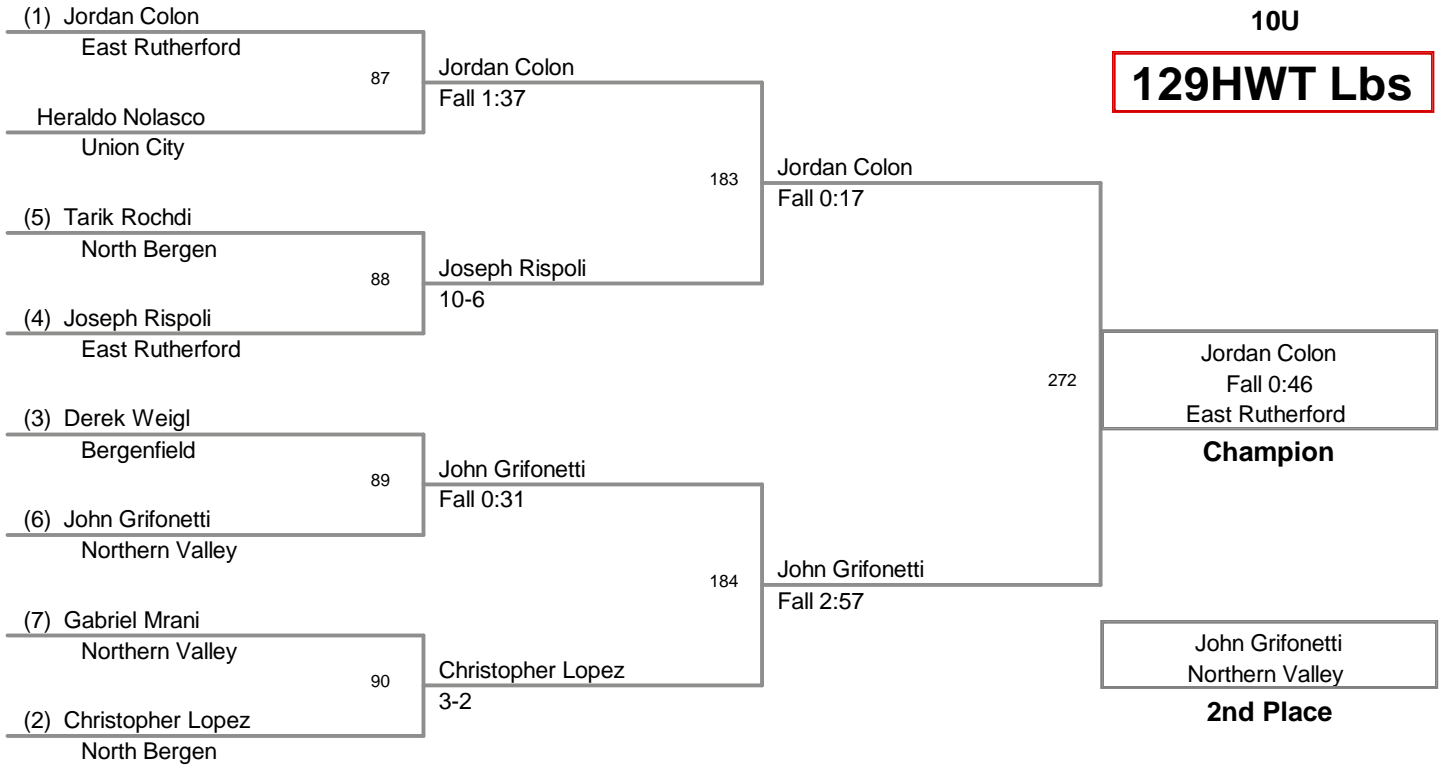 (1) Jordan Colon
East Rutherford
87
Heraldo Nolasco
Union City
Jordan Colon
Fall 1:37
(5) Tarik Rochdi
North Bergen
88
(4) Joseph Rispoli
East Rutherford
Joseph Rispoli
10-6
183
Jordan Colon
Fall 0:17
(3) Derek Weigl
Bergenfield
89
(6) John Grifonetti
Northern Valley
John Grifonetti
Fall 0:31
(7) Gabriel Mrani
Northern Valley
90
(2) Christopher Lopez
North Bergen
Christopher Lopez
3-2
184
John Grifonetti
Fall 2:57
272
10U
129HWT Lbs
Jordan Colon
Fall 0:46
East Rutherford
Champion
John Grifonetti
Northern Valley
2nd Place